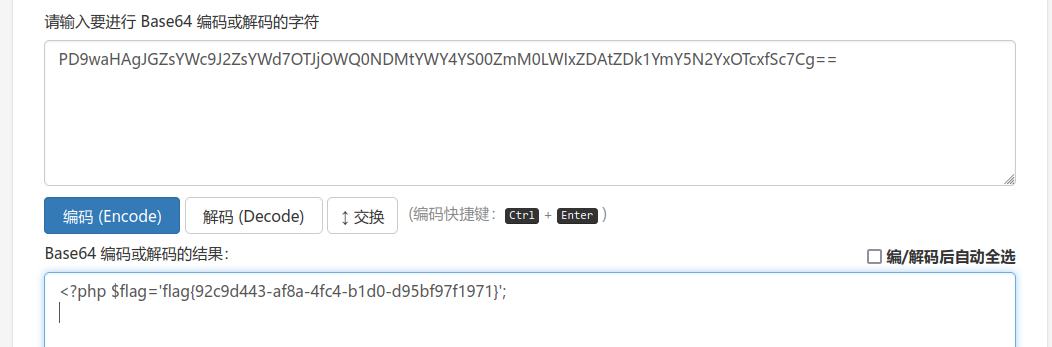 请输入要进行 Base64 编码或解码的字符
PD9waHAgJGZsYWc9J2ZsYWd7OTJjOWQ0NDMtYWY4YS00ZmM0LWIxZDAtZDk1YmY5N2YxOTcxfSc7Cg==
编码 (Encode) 解码 (Decode) ↕交换 (编码快捷键： Ctrl + Enter )
Base64 编码或解码的结果： 编/解码后自动全选
<?php $flag='flag{92c9d443-af8a-4fc4-b1d0-d95bf97f1971}';